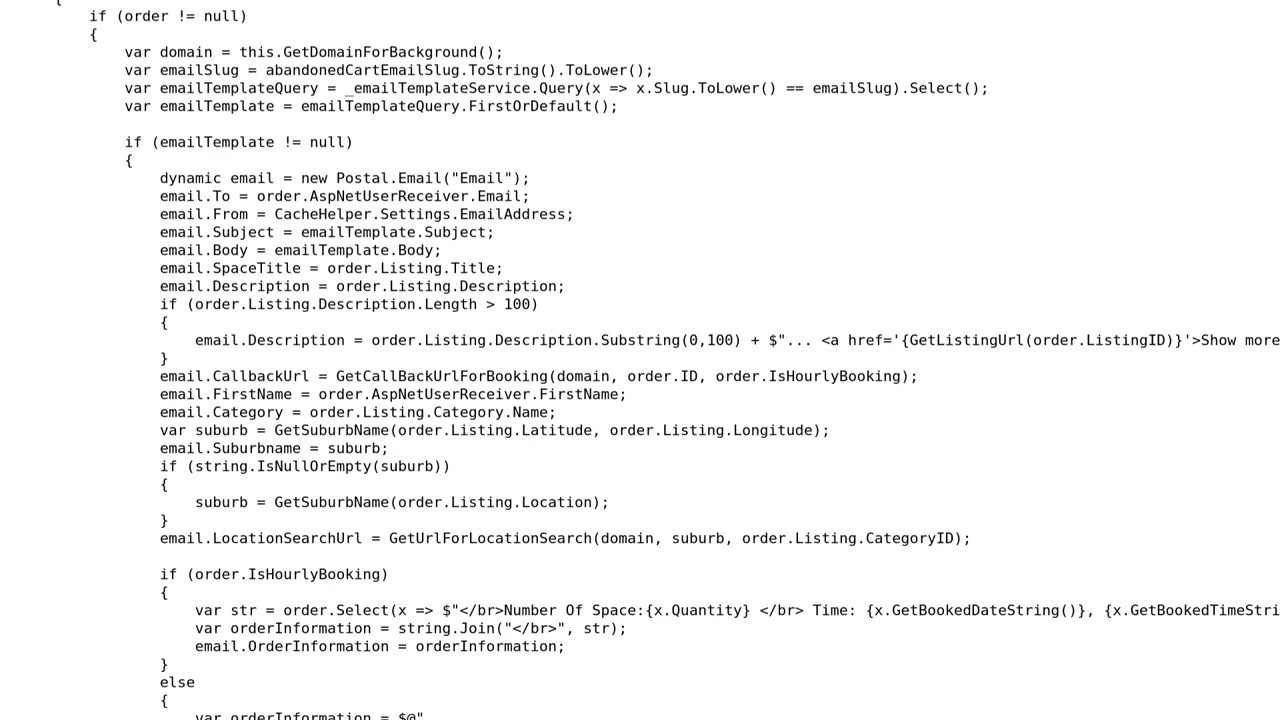 {
if (order != null)
{
var domain = this.GetDomainForBackground();
var emailSlug = abandonedCartEmailSlug.ToString().ToLower();
var emailTemplateQuery = _emailTemplateService.Query(x => x.Slug.ToLower() == emailSlug).Select();
var emailTemplate = emailTemplateQuery.FirstOrDefault();
if (emailTemplate != null)
{
dynamic email = new Postal.Email("Email");
email.To = order.AspNetUserReceiver.Email;
email.From = CacheHelper.Settings.EmailAddress;
email.Subject = emailTemplate.Subject;
email.Body = emailTemplate.Body;
email.SpaceTitle = order.Listing.Title;
email.Description = order.Listing.Description;
if (order.Listing.Description.Length > 100)
{
email.Description = order.Listing.Description.Substring(0,100) + $"... <a href='{GetListingUrl(order.ListingID)}'>Show more
}
email.CallbackUrl = GetCallBackUrlForBooking(domain, order.ID, order.IsHourlyBooking);
email.FirstName = order.AspNetUserReceiver.FirstName;
email.Category = order.Listing.Category.Name;
var suburb = GetSuburbName(order.Listing.Latitude, order.Listing.Longitude);
email.Suburbname = suburb;
if (string.IsNullOrEmpty(suburb))
{
suburb = GetSuburbName(order.Listing.Location);
}
email.LocationSearchUrl = GetUrlForLocationSearch(domain, suburb, order.Listing.CategoryID);
if (order.IsHourlyBooking)
{
var str = order.Select(x => $"</br>Number Of Space:{x.Quantity} </br> Time: {x.GetBookedDateString()}, {x.GetBookedTimeStri
var orderInformation = string.Join("</br>", str);
email.OrderInformation = orderInformation;
}
else
{
var orderInformation = $@"